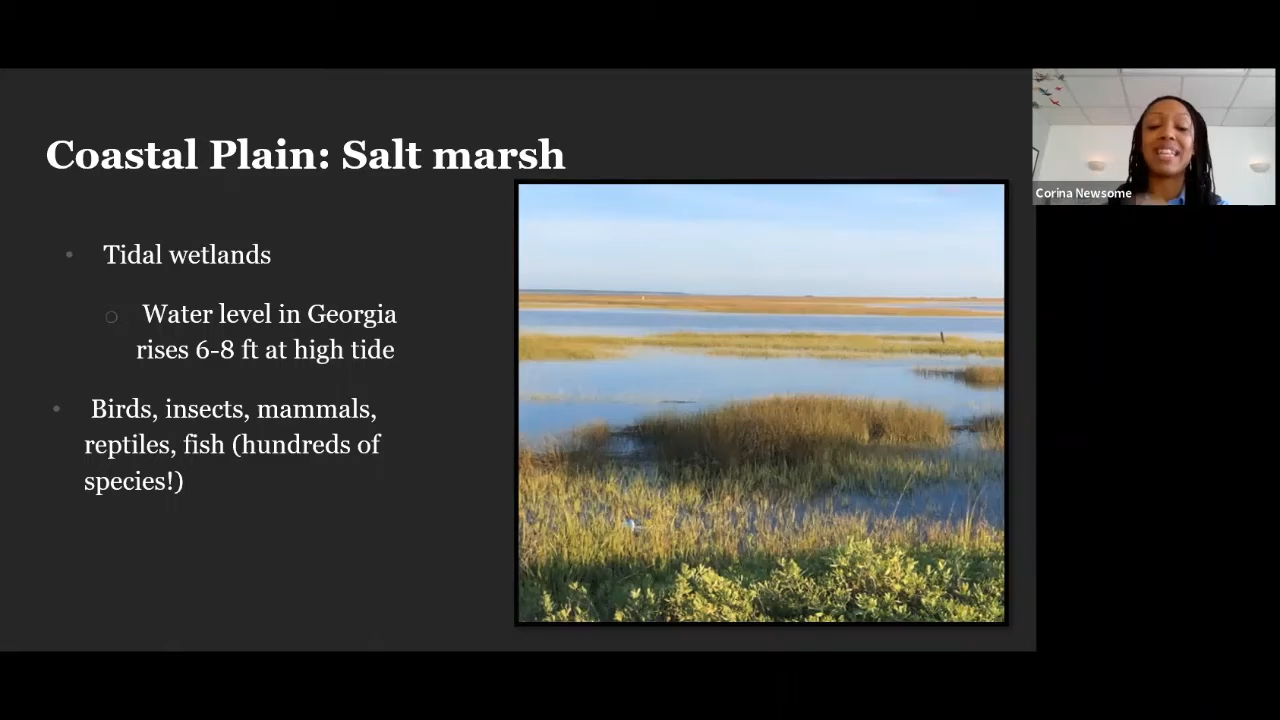 Coastal Plain: Salt marsh
Tidal wetlands
Water level in Georgia
rises 6-8 ft at high tide
Birds, insects, mammals,
reptiles, fish (hundreds of
species!)
Corina Newsome